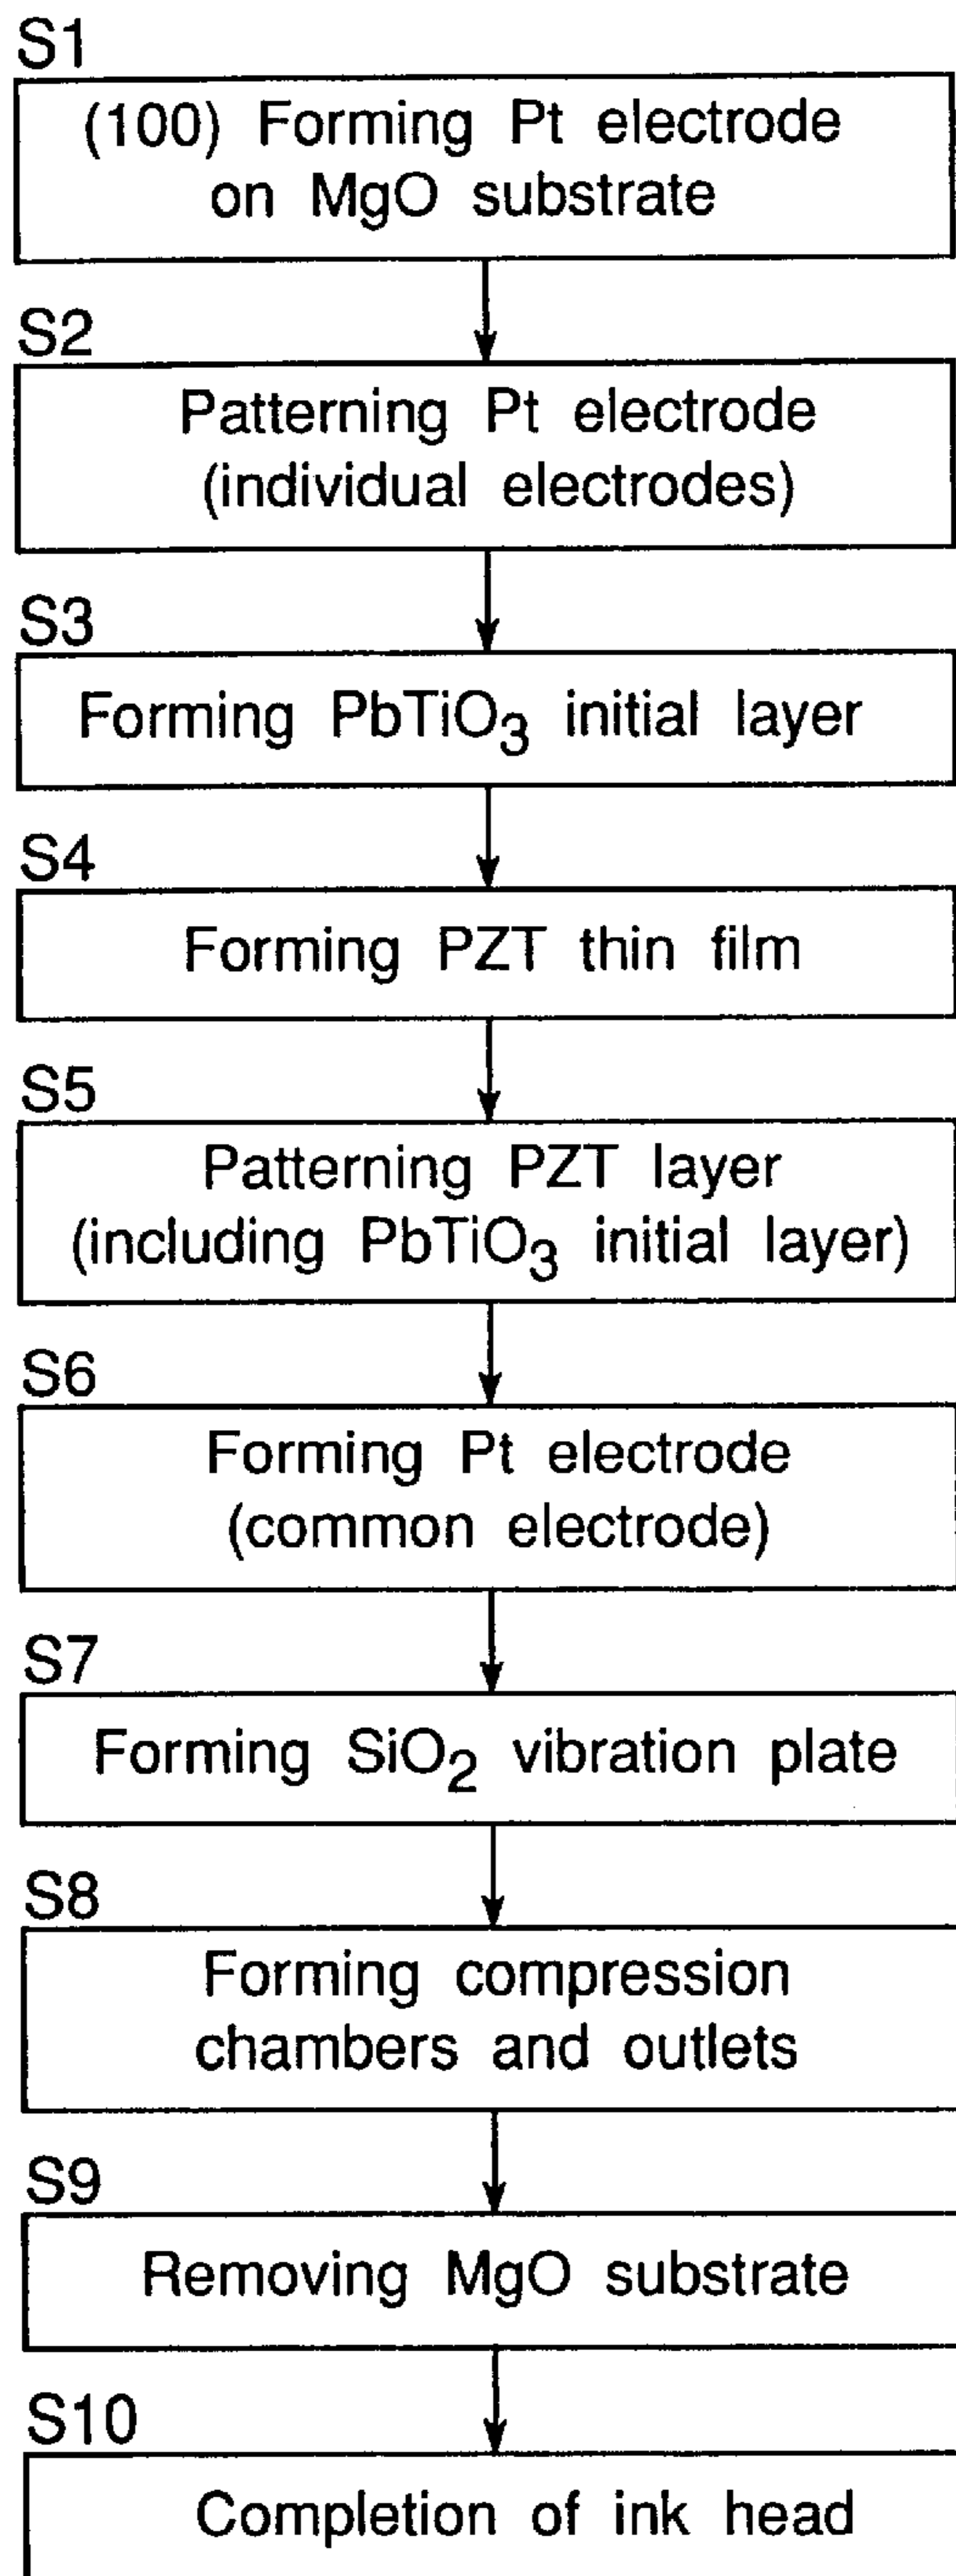 S1
(100) Forming Pt electrode
on MgO substrate
S2
Patterning Pt electrode
(individual electrodes)
S3
Forming PbTiO₃ initial layer
S4
Forming PZT thin film
S5
Patterning PZT layer
(including PbTiO₃ initial layer)
S6
Forming Pt electrode
(common electrode)
S7
Forming SiO₂ vibration plate
S8
Forming compression
chambers and outlets
S9
Removing MgO substrate
S10
Completion of ink head